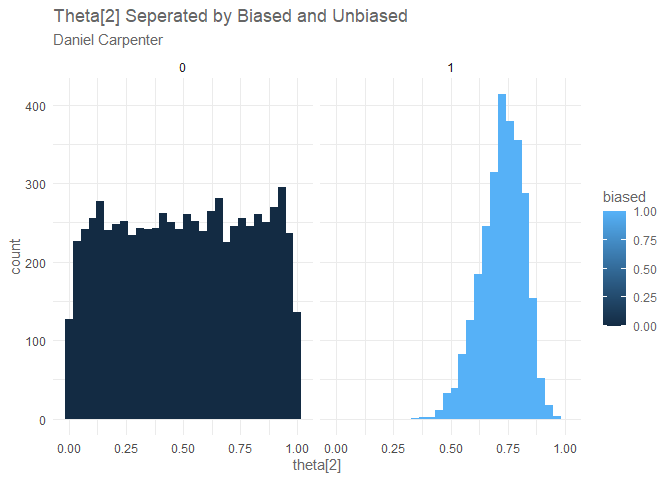 Theta[2] Seperated by Biased and Unbiased
Daniel Carpenter
0 1
400
300
200
100
0
count
0.00 0.25 0.50 0.75 1.00 0.00 0.25 0.50 0.75 1.00
theta[2]
biased
1.00
0.75
0.50
0.25
0.00